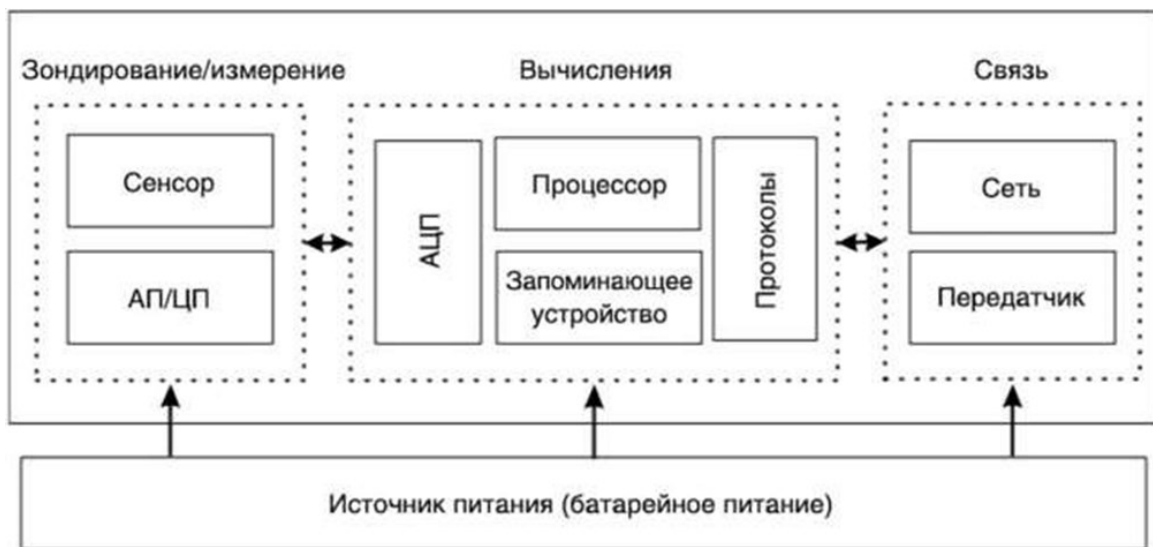 Зондирование/измерение
Сенсор
АП/ЦП
Вычисления
АЦП
Процессор
Запоминающее
устройство
Протоколы
Связь
Сеть
Передатчик
Источник питания (батарейное питание)